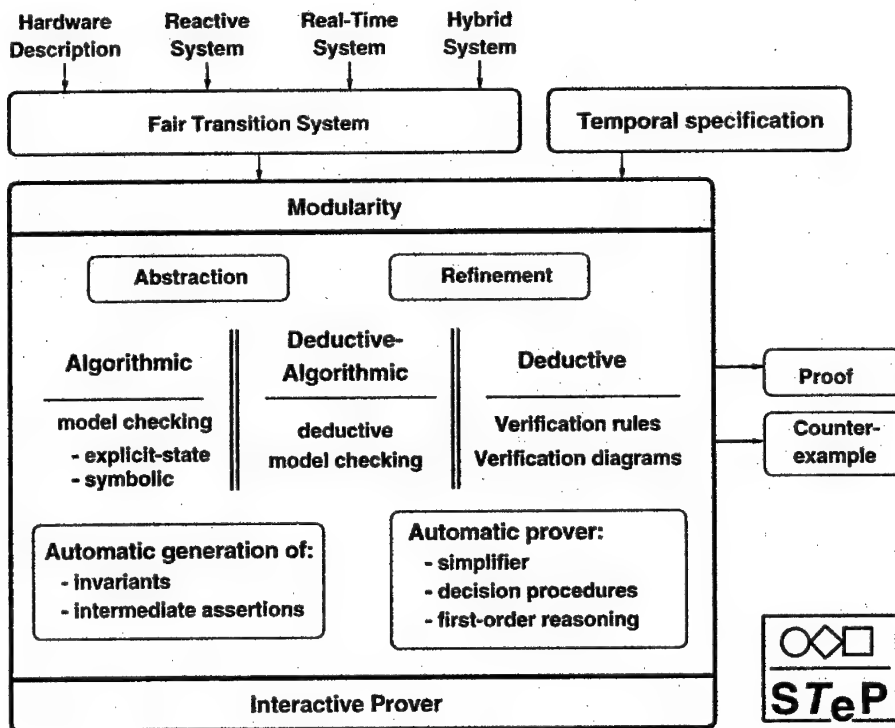 Hardware
Description
Reactive
System
Real-Time
System
Hybrid
System
Fair Transition System
Temporal specification
Modularity
Abstraction
Refinement
Algorithmic
model checking
- explicit-state
- symbolic
Deductive-
Algorithmic
deductive
model checking
Deductive
Verification rules
Verification diagrams
Proof
Counter-
example
Automatic generation of:
- invariants
- intermediate assertions
Automatic prover:
- simplifier
- decision procedures
- first-order reasoning
Interactive Prover
STeP